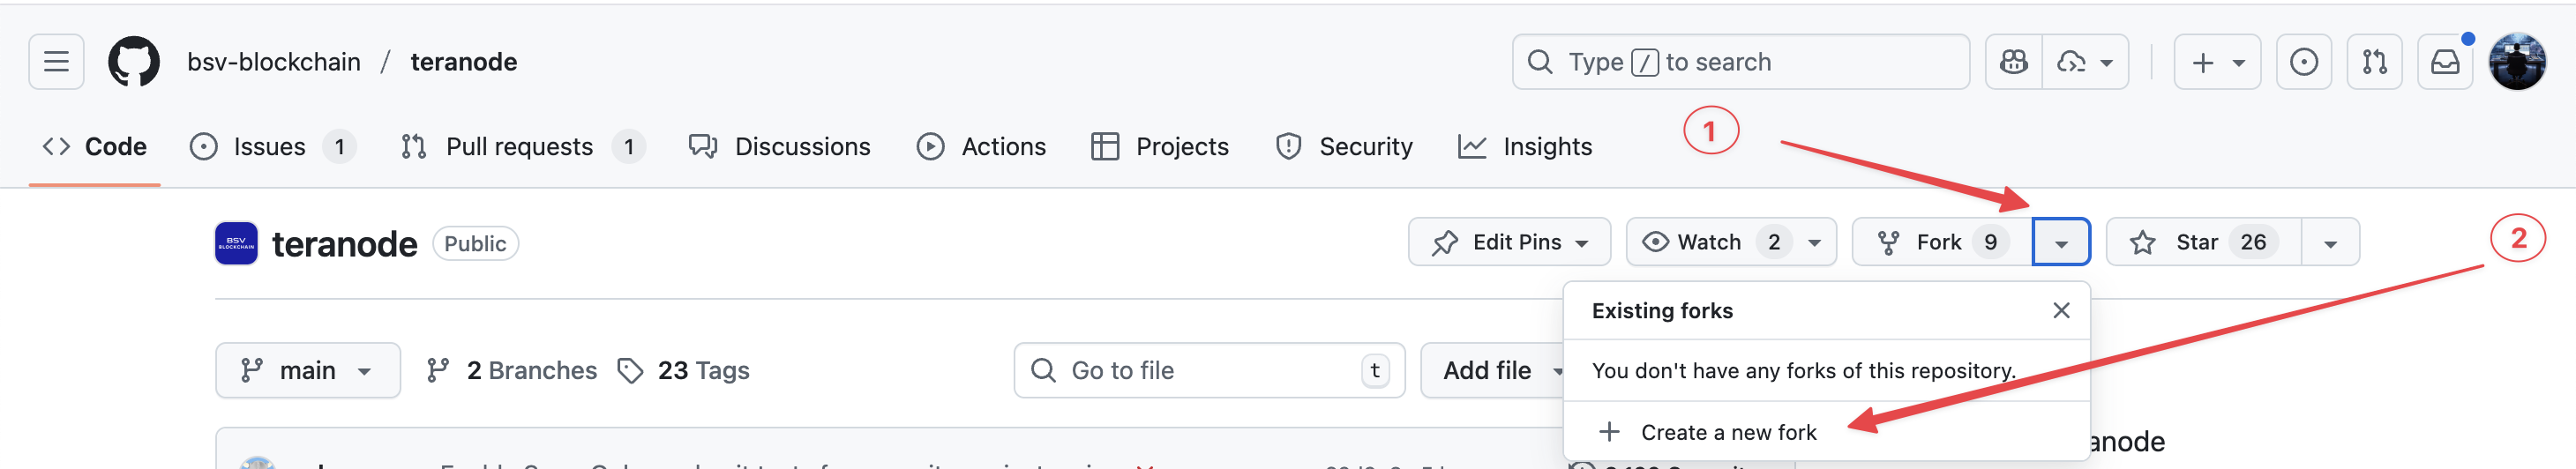 bsv-blockchain / teranode
Type / to search
Code
Issues 1
Pull requests 1
Discussions
Actions
Projects
Security
Insights
1
BSV
BLOCKCHAIN
teranode
Public
Edit Pins
Watch 2
Fork 9
Star 26
2
Existing forks
You don't have any forks of this repository.
Create a new fork
main
2 Branches
23 Tags
Go to file
t
Add file
anode